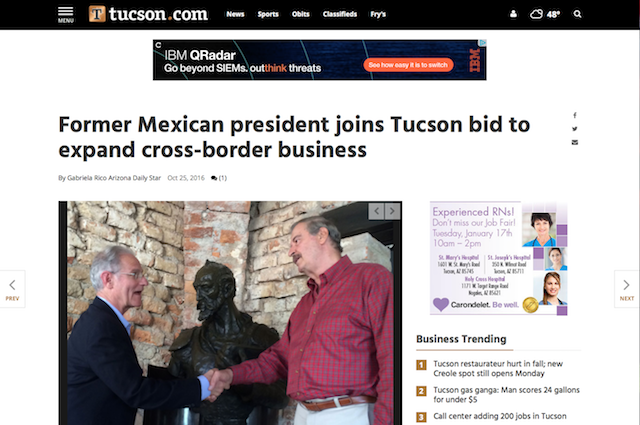 MENU
T tucson.com
News Sports Obits Classifieds Fry's
48°
IBM QRadar
Go beyond SIEMs. outthink threats
See how easy it is to switch
IBM
Former Mexican president joins Tucson bid to
expand cross-border business
By Gabriela Rico Arizona Daily Star Oct 25, 2016 (1)
PREV
NEXT
Experienced RNs!
Don't miss our Job Fair!
Tuesday, January 17th
10am – 2pm
St. Mary's Hospital
1601 W. St. Mary's Road
Tucson, AZ 85745
St. Joseph's Hospital
350 N. Wilmot Road
Tucson, AZ 85711
Holy Cross Hospital
1171 W. Target Range Road
Nogales, AZ 85621
Carondelet. Be well.
Business Trending
1 Tucson restaurateur hurt in fall; new
Creole spot still opens Monday
2 Tucson gas ganga: Man scores 24 gallons
for under $5
3 Call center adding 200 jobs in Tucson